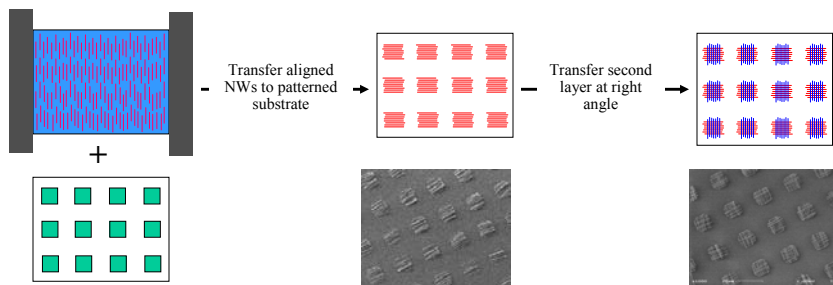 Transfer aligned
NWs to patterned
substrate
Transfer second
layer at right
angle
+